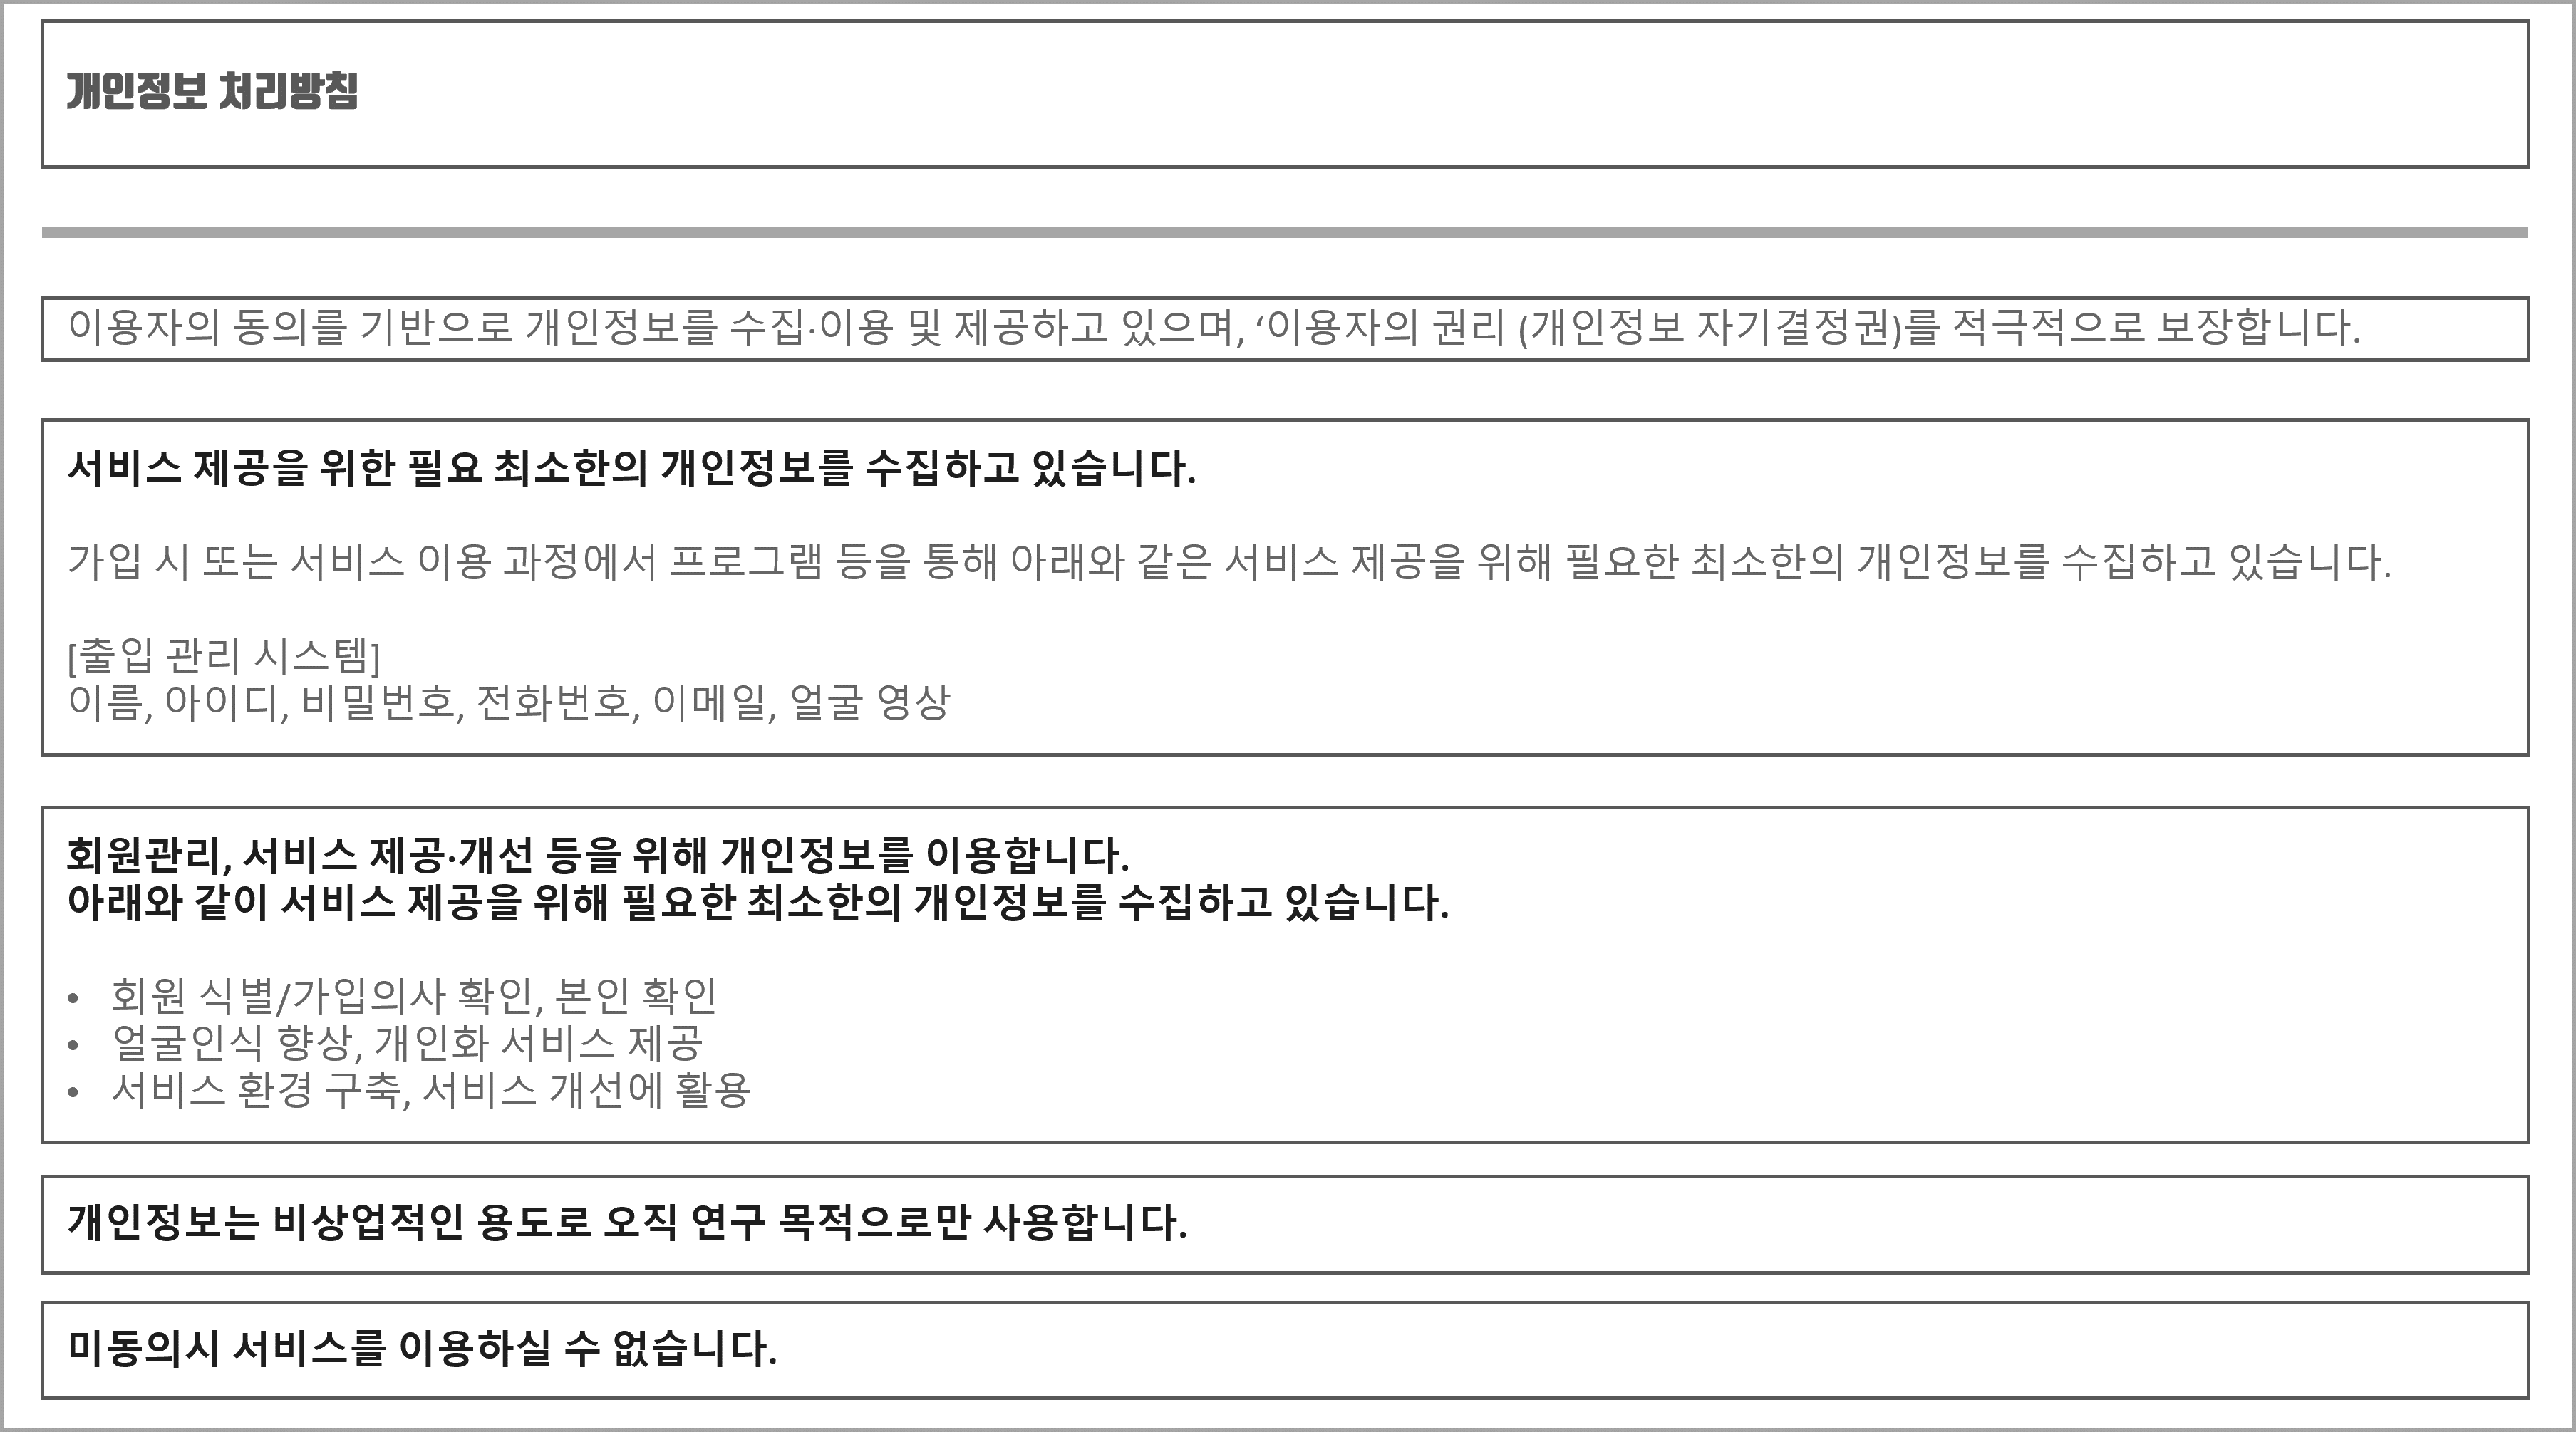 개인정보 처리방침
이용자의 동의를 기반으로 개인정보를 수집·이용 및 제공하고 있으며, ‘이용자의 권리 (개인정보 자기결정권)를 적극적으로 보장합니다.
서비스 제공을 위한 필요 최소한의 개인정보를 수집하고 있습니다.
가입 시 또는 서비스 이용 과정에서 프로그램 등을 통해 아래와 같은 서비스 제공을 위해 필요한 최소한의 개인정보를 수집하고 있습니다.
[출입 관리 시스템]
이름, 아이디, 비밀번호, 전화번호, 이메일, 얼굴 영상
회원관리, 서비스 제공·개선 등을 위해 개인정보를 이용합니다.
아래와 같이 서비스 제공을 위해 필요한 최소한의 개인정보를 수집하고 있습니다.
• 회원 식별/가입의사 확인, 본인 확인
• 얼굴인식 향상, 개인화 서비스 제공
• 서비스 환경 구축, 서비스 개선에 활용
개인정보는 비상업적인 용도로 오직 연구 목적으로만 사용합니다.
미동의시 서비스를 이용하실 수 없습니다.